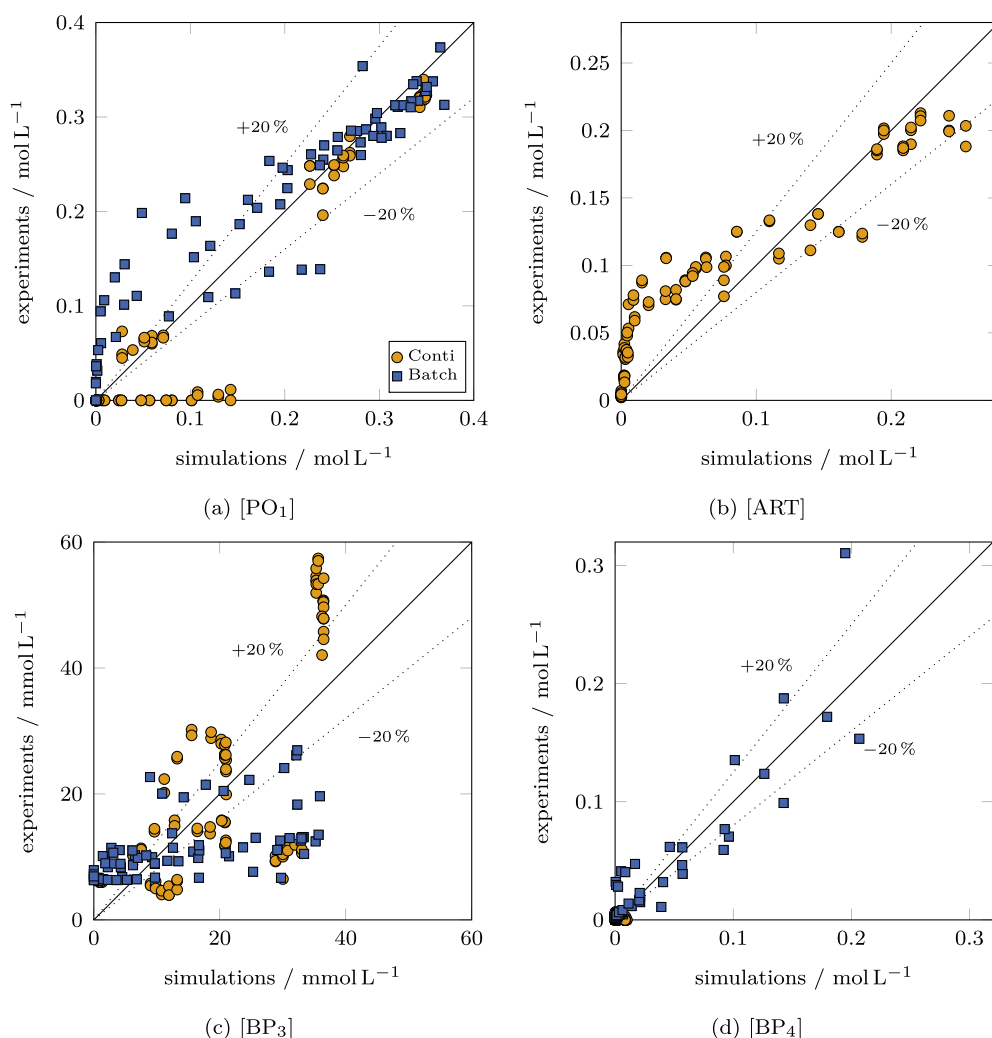 0.4
0.3
0.2
0.1
0
0 0.1 0.2 0.3 0.4
experiments / mol L⁻¹
simulations / mol L⁻¹
+20 %
−20 %
Conti
Batch
(a) [PO₁]
0.25
0.2
0.15
0.1
0.05
0
0 0.1 0.2
experiments / mol L⁻¹
simulations / mol L⁻¹
+20 %
−20 %
(b) [ART]
60
40
20
0
0 20 40 60
experiments / mmol L⁻¹
simulations / mmol L⁻¹
+20 %
−20 %
(c) [BP₃]
0.3
0.2
0.1
0
0 0.1 0.2 0.3
experiments / mol L⁻¹
simulations / mol L⁻¹
+20 %
−20 %
(d) [BP₄]